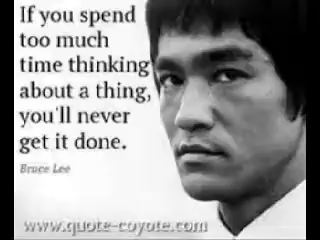 If you spend
too much
time thinking
about a thing,
you'll never
get it done.
Bruce Lee
www.quote-coyote.com